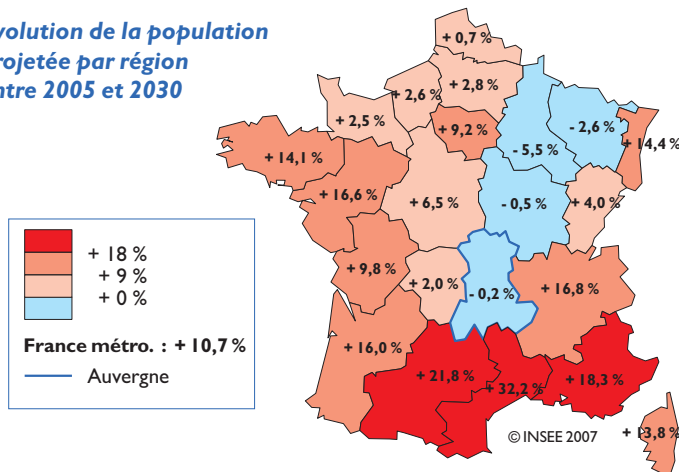 volution de la population
rojetée par région
ntre 2005 et 2030
+ 0,7 %
+ 2,8 %
+ 2,6 %
+ 2,5 %
+ 9,2 %
- 5,5 %
- 2,6 %
+ 14,4 %
+ 14,1 %
+ 16,6 %
+ 6,5 %
- 0,5 %
+ 4,0 %
+ 9,8 %
+ 2,0 %
- 0,2 %
+ 16,8 %
+ 16,0 %
+ 21,8 %
+ 32,2 %
+ 18,3 %
+ 13,8 %
+ 18 %
+ 9 %
+ 0 %
France métro. : + 10,7 %
Auvergne
© INSEE 2007